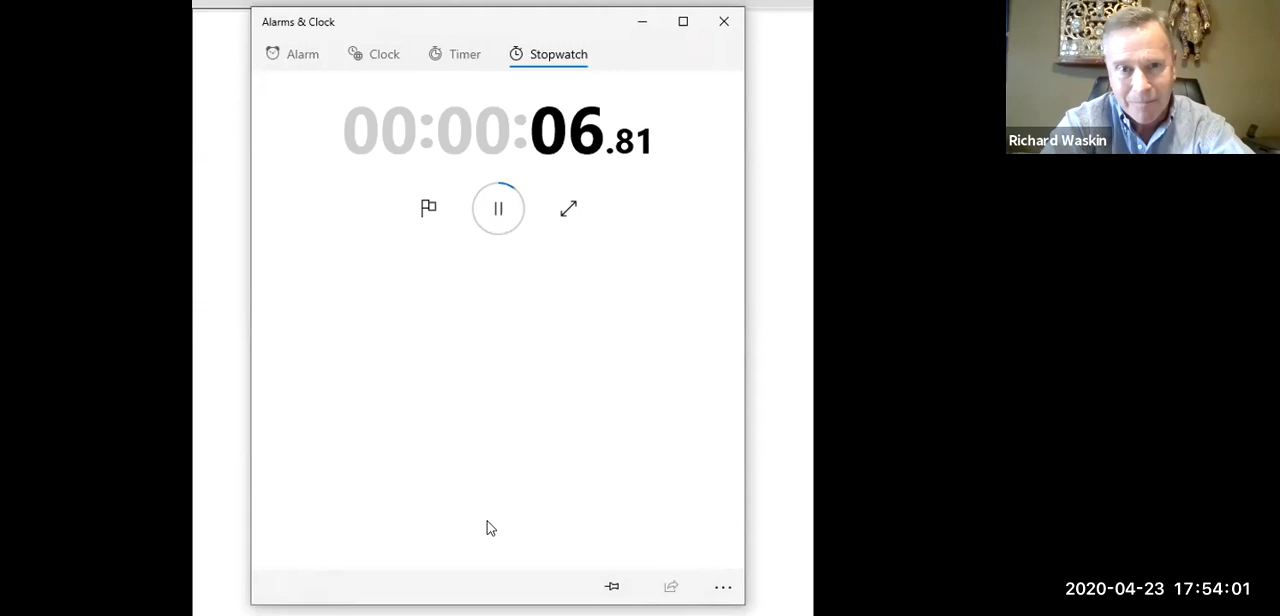 Alarms & Clock
Alarm Clock Timer Stopwatch
00:00:06.81
Richard Waskin
2020-04-23 17:54:01